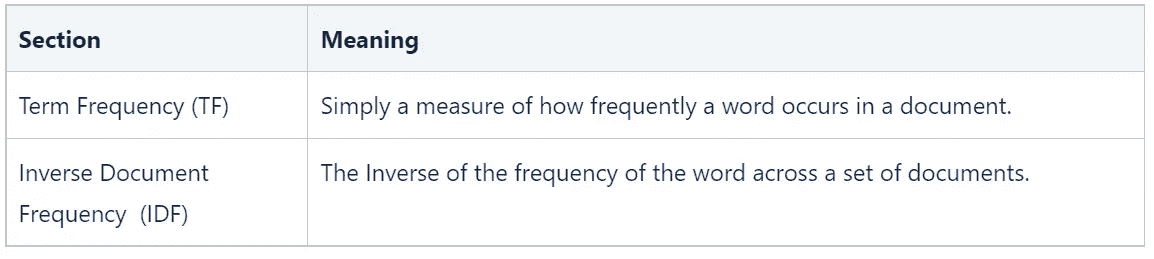 Section Meaning
Term Frequency (TF) Simply a measure of how frequently a word occurs in a document.
Inverse Document The Inverse of the frequency of the word across a set of documents.
Frequency (IDF)